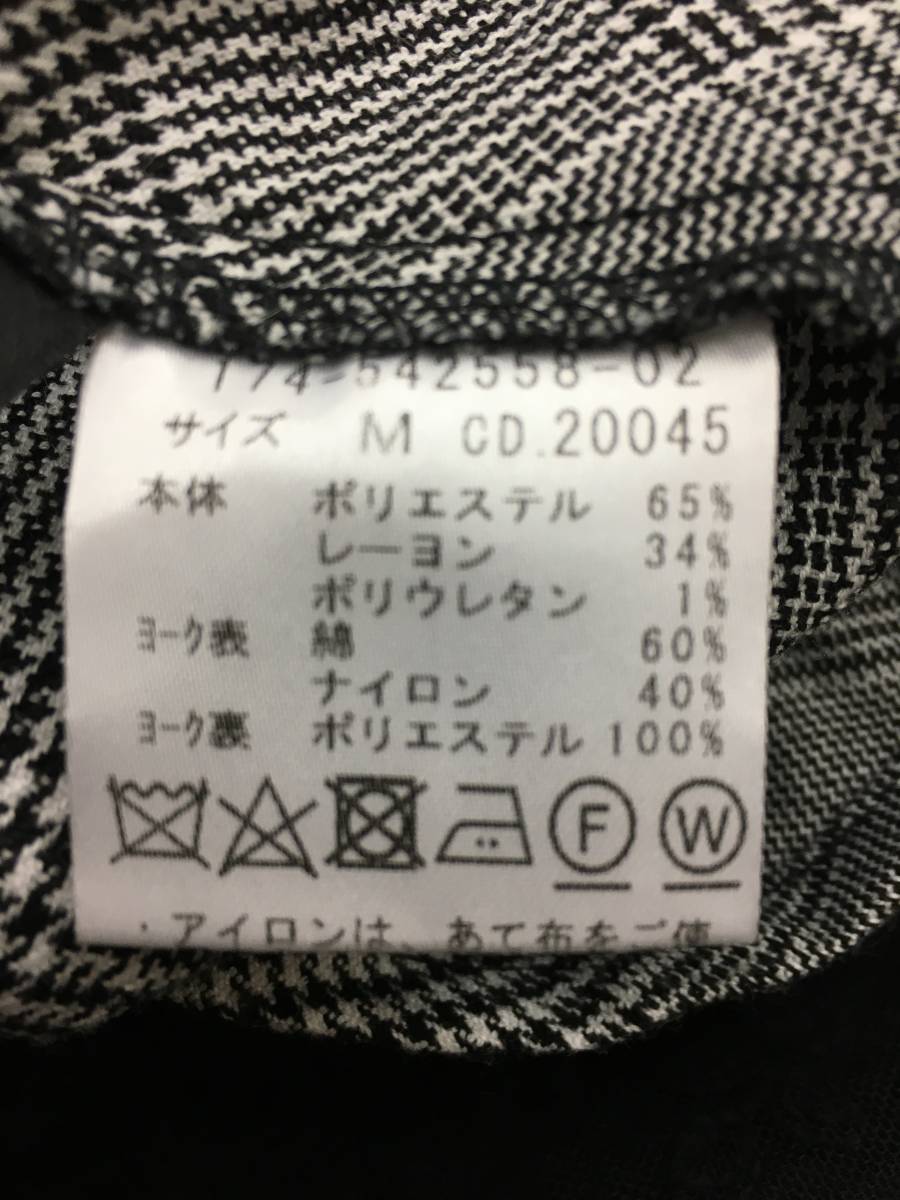 174-542558-02
サイズ M CD.20045
本体 ポリエステル 65%
レーヨン 34%
ポリウレタン 1%
ﾖｰｸ表 綿 60%
ナイロン 40%
ﾖｰｸ裏 ポリエステル 100%
F W
・アイロンは、あて布をご使